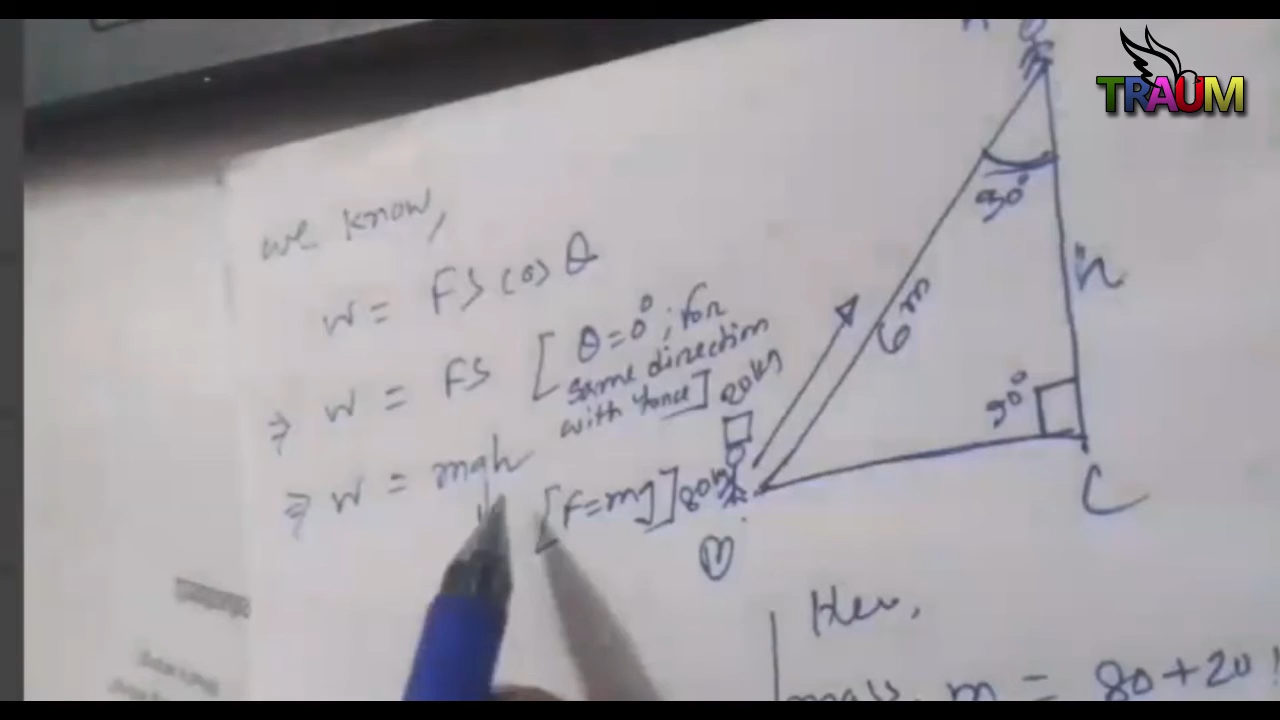 TRAUM
we know,
W = FS cos θ
⇒ W = FS [θ=0°; for
same direction
with force]
⇒ W = mgh [F=mg]
20kg
80kg
B
6m
30°
h
90°
C
Here,
mass, m = 80+20